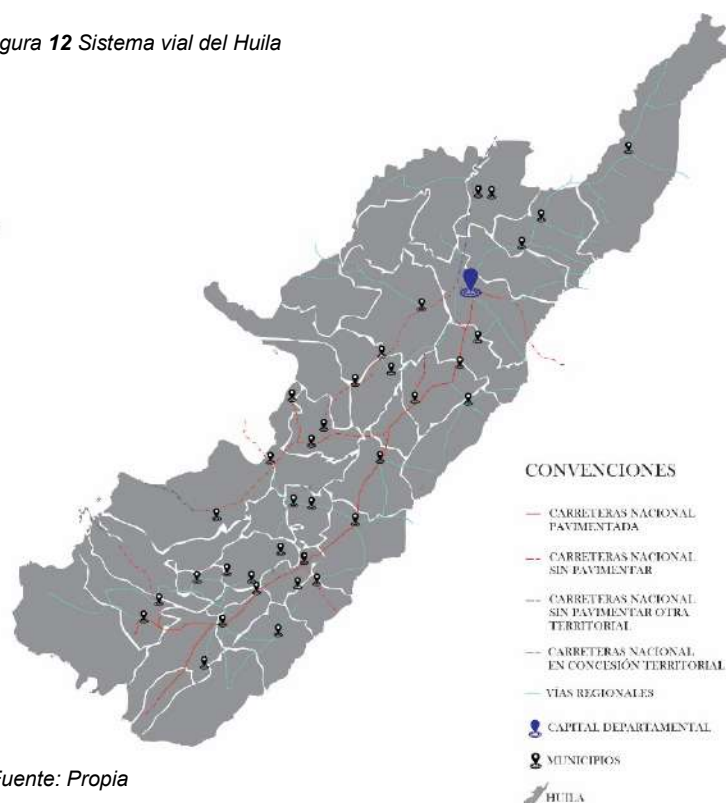 gura 12 Sistema vial del Huila
CONVENCIONES
CARRETERAS NACIONAL
PAVIMENTADA
CARRETERAS NACIONAL
SIN PAVIMENTAR
CARRETERAS NACIONAL
SIN PAVIMENTAR OTRA
TERRITORIAL
CARRETERAS NACIONAL
EN CONCESIÓN TERRITORIAL
VÍAS REGIONALES
CAPITAL DEPARTAMENTAL
MUNICIPIOS
HUILA
Fuente: Propia